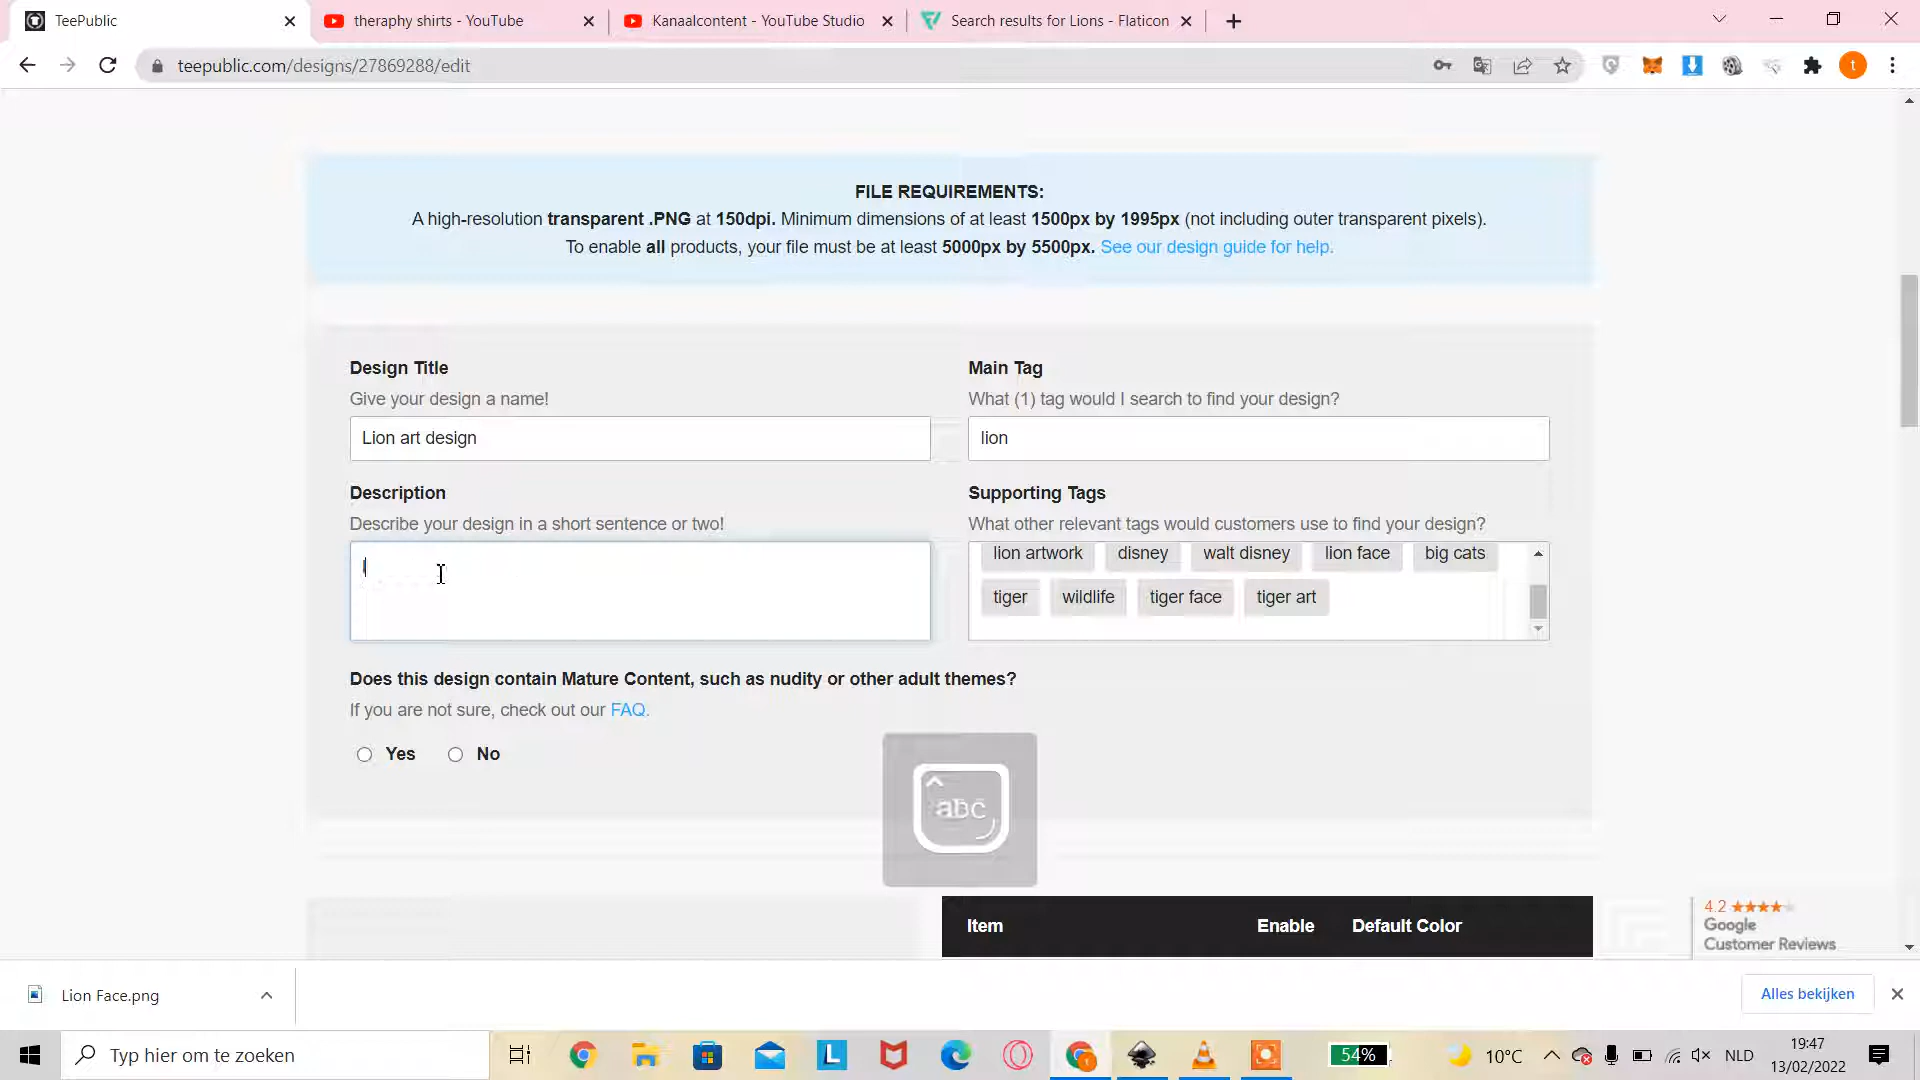 TeePublic
theraphy shirts - YouTube
Kanaalcontent - YouTube Studio
Search results for Lions - Flaticon
teepublic.com/designs/27869288/edit
t
FILE REQUIREMENTS:
A high-resolution transparent .PNG at 150dpi. Minimum dimensions of at least 1500px by 1995px (not including outer transparent pixels).
To enable all products, your file must be at least 5000px by 5500px. See our design guide for help.
Design Title
Give your design a name!
Lion art design
Main Tag
What (1) tag would I search to find your design?
lion
Description
Describe your design in a short sentence or two!
Supporting Tags
What other relevant tags would customers use to find your design?
lion artwork disney walt disney lion face big cats
tiger wildlife tiger face tiger art
Does this design contain Mature Content, such as nudity or other adult themes?
If you are not sure, check out our FAQ.
Yes No
abc
Item Enable Default Color
4.2
Google
Customer Reviews
Lion Face.png
Alles bekijken
Typ hier om te zoeken
L
54%
10°C
NLD
19:47
13/02/2022